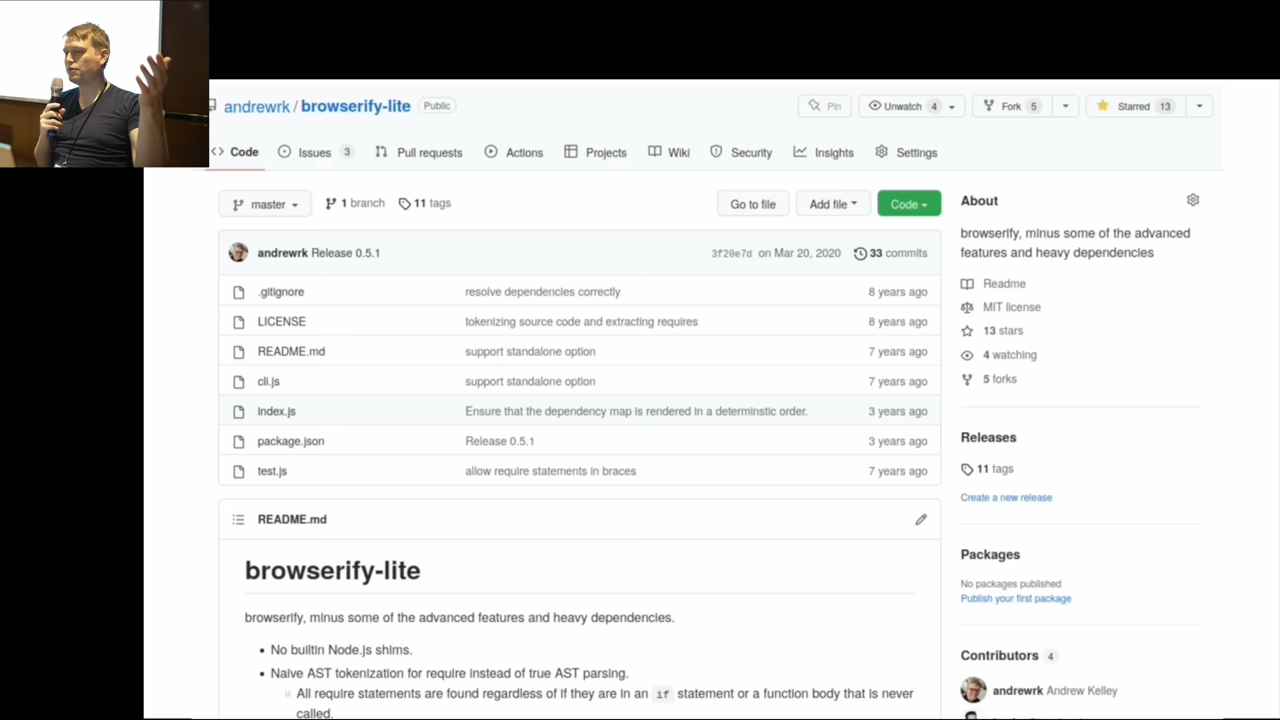 andrewrk / browserify-lite Public
Pin Unwatch 4 Fork 5 Starred 13
Code Issues 3 Pull requests Actions Projects Wiki Security Insights Settings
master 1 branch 11 tags Go to file Add file Code
andrewrk Release 0.5.1 3f20e7d on Mar 20, 2020 33 commits
.gitignore resolve dependencies correctly 8 years ago
LICENSE tokenizing source code and extracting requires 8 years ago
README.md support standalone option 7 years ago
cli.js support standalone option 7 years ago
index.js Ensure that the dependency map is rendered in a determinstic order. 3 years ago
package.json Release 0.5.1 3 years ago
test.js allow require statements in braces 7 years ago
README.md
browserify-lite
browserify, minus some of the advanced features and heavy dependencies.
No builtin Node.js shims.
Naive AST tokenization for require instead of true AST parsing.
All require statements are found regardless of if they are in an if statement or a function body that is never
called.
About
browserify, minus some of the advanced
features and heavy dependencies
Readme
MIT license
13 stars
4 watching
5 forks
Releases
11 tags
Create a new release
Packages
No packages published
Publish your first package
Contributors 4
andrewrk Andrew Kelley